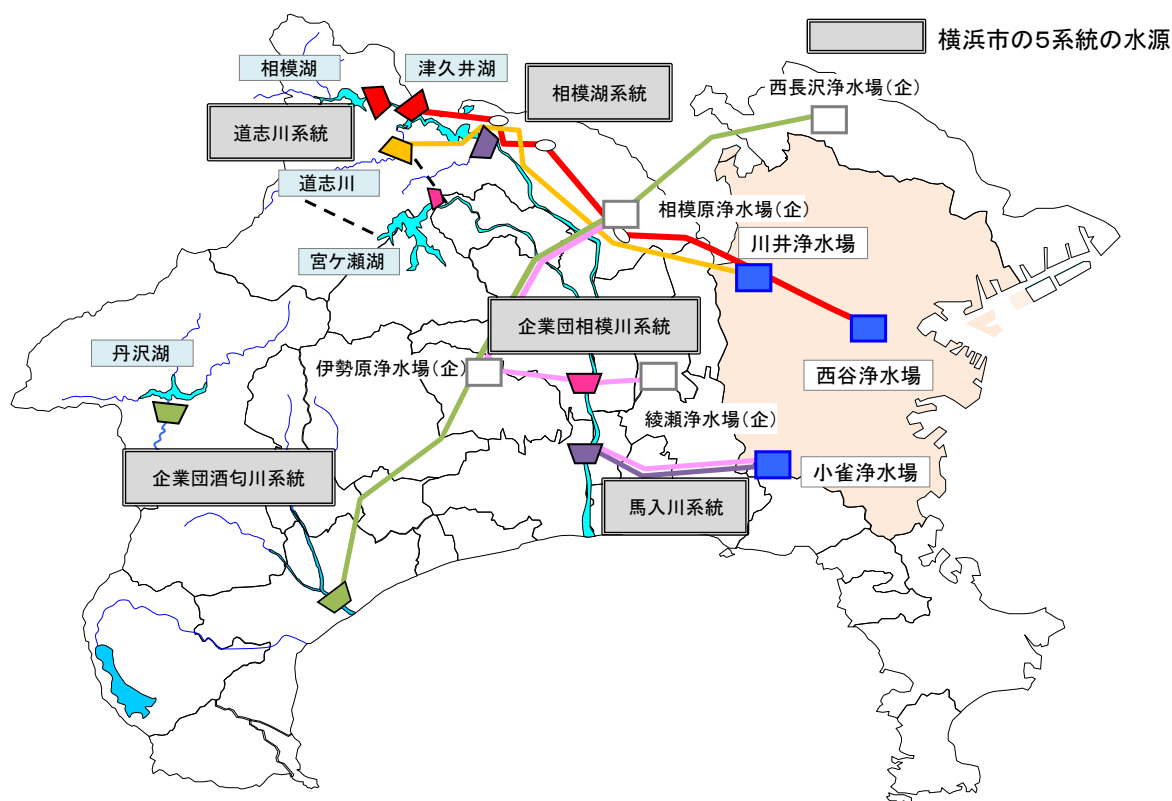 横浜市の5系統の水源
相模湖
津久井湖
相模湖系統
西長沢浄水場(企)
道志川系統
道志川
相模原浄水場(企)
川井浄水場
宮ケ瀬湖
企業団相模川系統
丹沢湖
伊勢原浄水場(企)
西谷浄水場
綾瀬浄水場(企)
企業団酒匂川系統
小雀浄水場
馬入川系統